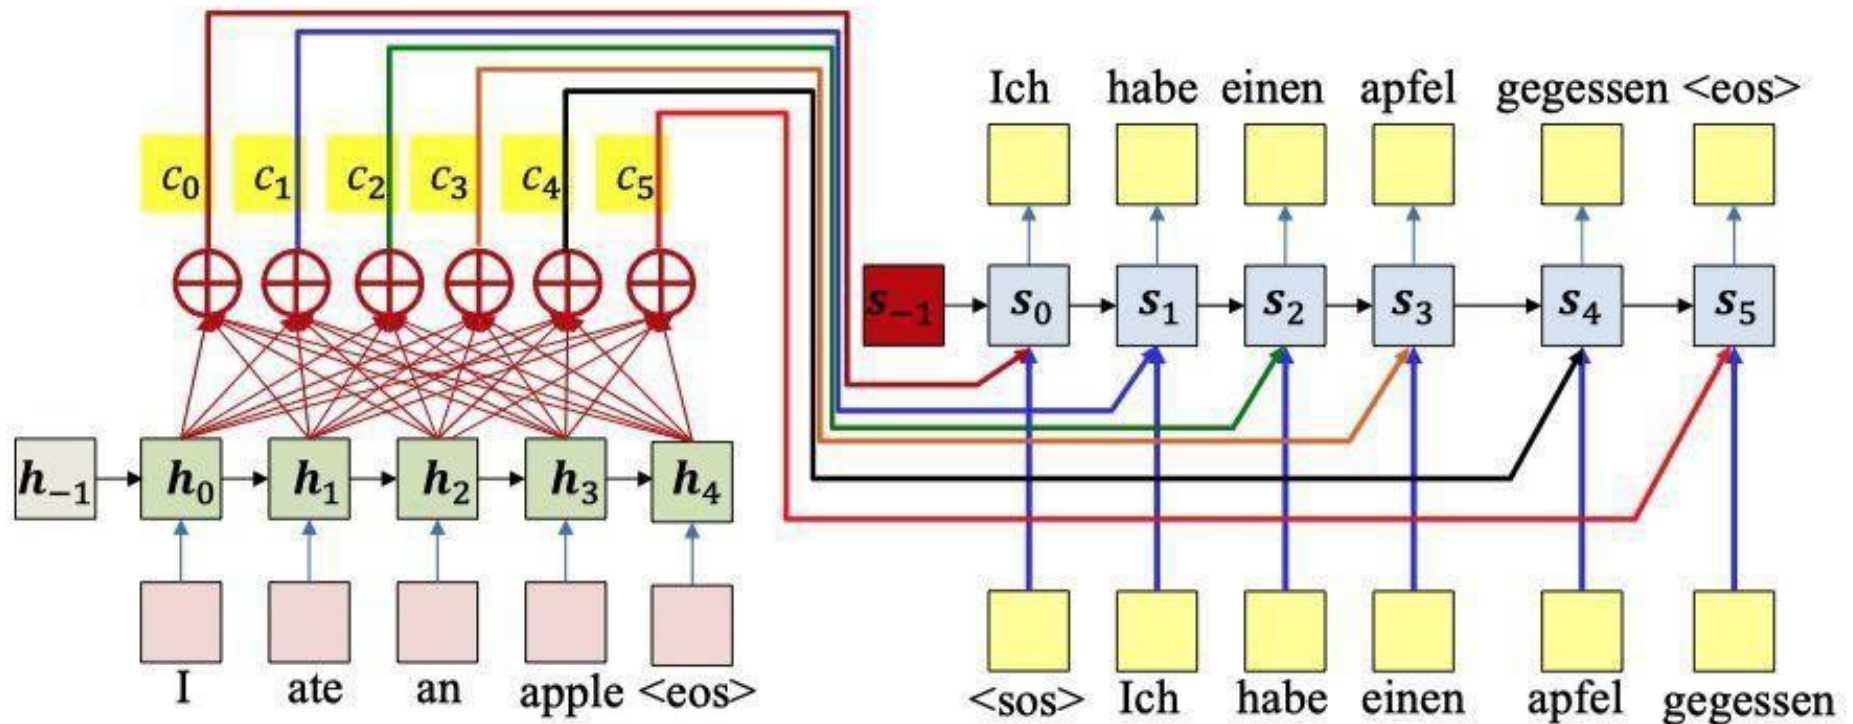 Ich habe einen apfel gegessen <eos>
c₀ c₁ c₂ c₃ c₄ c₅
s₋₁ s₀ s₁ s₂ s₃ s₄ s₅
h₋₁ h₀ h₁ h₂ h₃ h₄
I ate an apple <eos>
<sos> Ich habe einen apfel gegessen